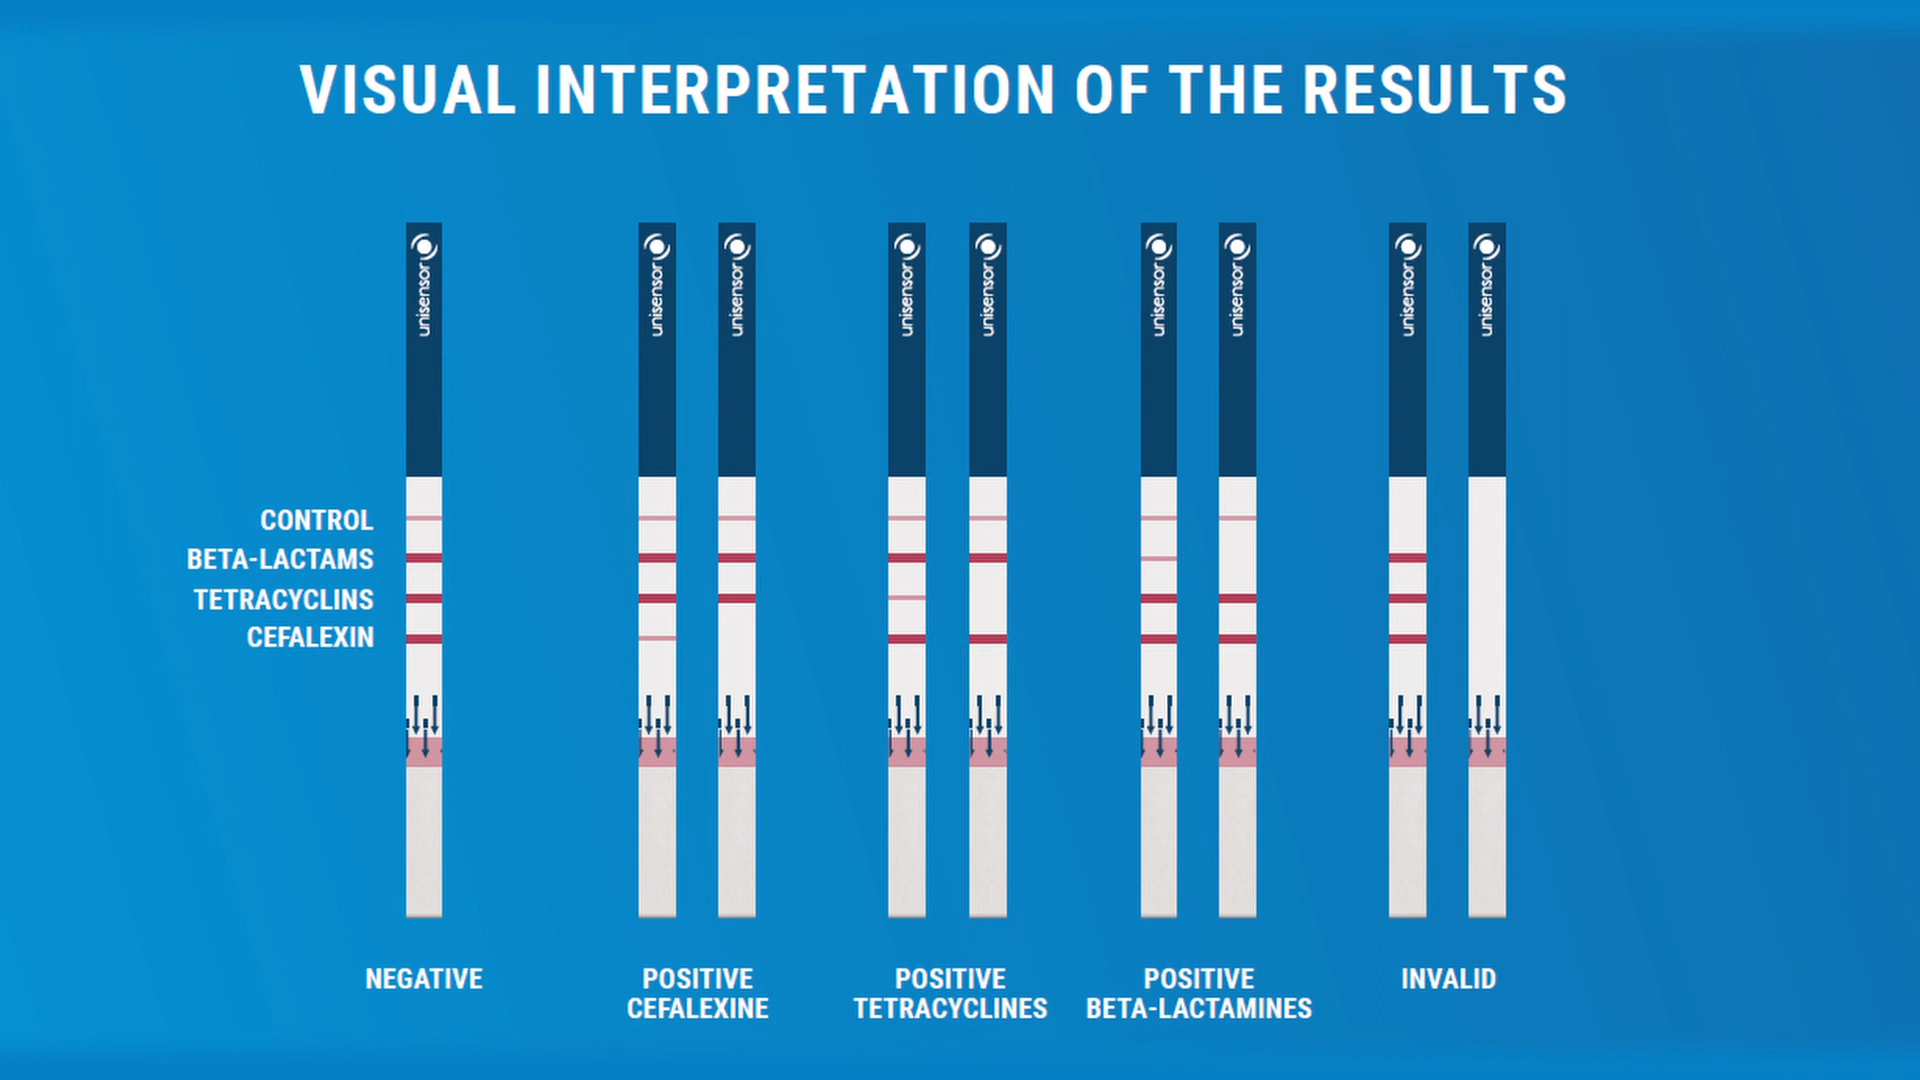 VISUAL INTERPRETATION OF THE RESULTS
unisensor
unisensor
unisensor
unisensor
unisensor
unisensor
unisensor
unisensor
unisensor
CONTROL
BETA-LACTAMS
TETRACYCLINS
CEFALEXIN
NEGATIVE
POSITIVE
CEFALEXINE
POSITIVE
TETRACYCLINES
POSITIVE
BETA-LACTAMINES
INVALID